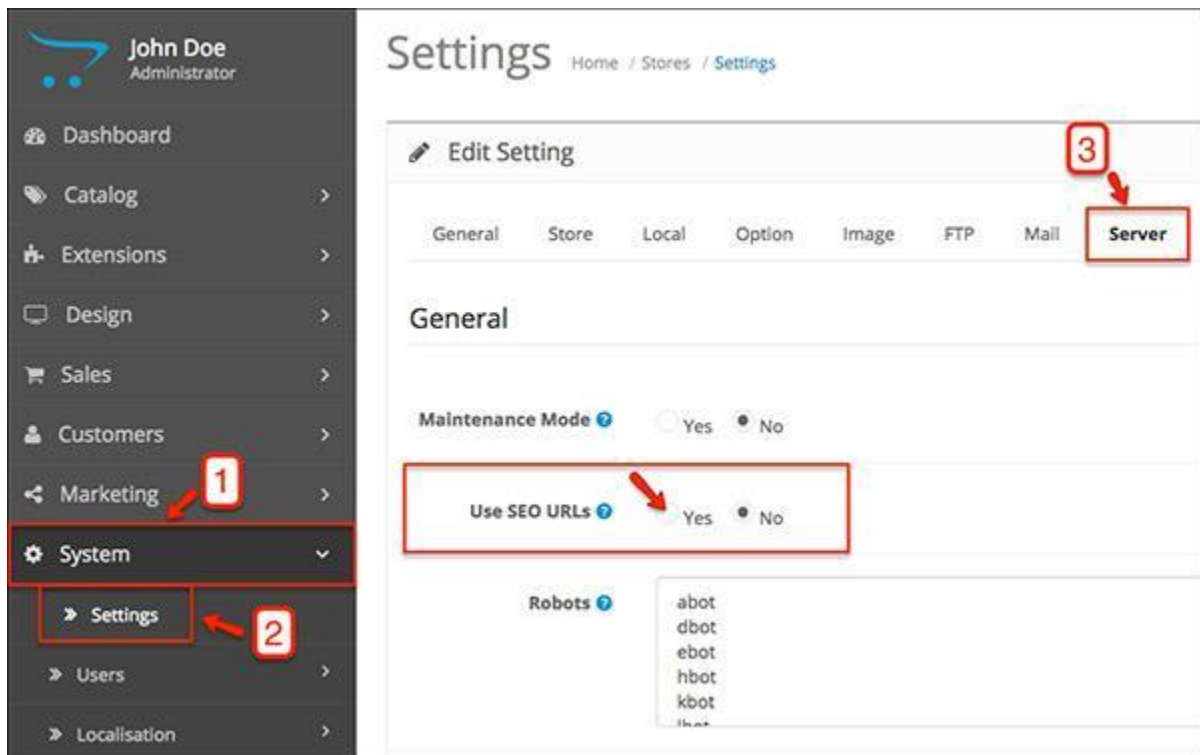 John Doe
Administrator
Dashboard
Catalog
Extensions
Design
Sales
Customers
Marketing
1
System
Settings
2
Users
Localisation
Settings Home / Stores / Settings
Edit Setting
3
General Store Local Option Image FTP Mail Server
General
Maintenance Mode Yes No
Use SEO URLs Yes No
Robots
abot
dbot
ebot
hbot
kbot